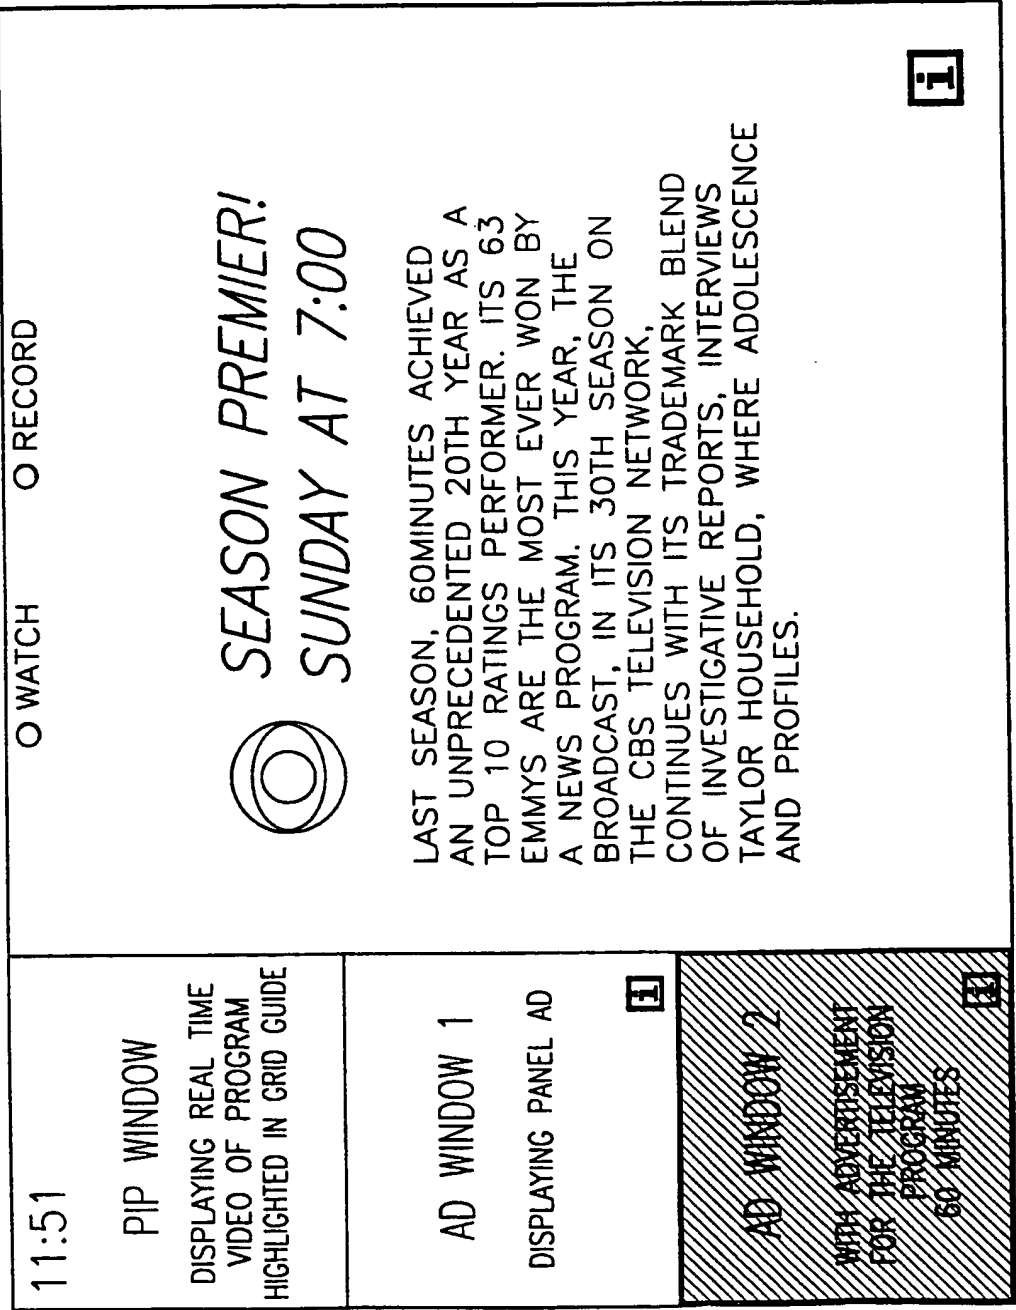 11:51
PIP WINDOW
DISPLAYING REAL TIME
VIDEO OF PROGRAM
HIGHLIGHTED IN GRID GUIDE
AD WINDOW 1
DISPLAYING PANEL AD
i
AD WINDOW 2
WITH ADVERTISEMENT
FOR THE TELEVISION
PROGRAM
60 MINUTES
i
O WATCH O RECORD
SEASON PREMIER!
SUNDAY AT 7:00
LAST SEASON, 60MINUTES ACHIEVED
AN UNPRECEDENTED 20TH YEAR AS A
TOP 10 RATINGS PERFORMER. ITS 63
EMMYS ARE THE MOST EVER WON BY
A NEWS PROGRAM. THIS YEAR, THE
BROADCAST, IN ITS 30TH SEASON ON
THE CBS TELEVISION NETWORK,
CONTINUES WITH ITS TRADEMARK BLEND
OF INVESTIGATIVE REPORTS, INTERVIEWS
TAYLOR HOUSEHOLD, WHERE ADOLESCENCE
AND PROFILES.
i